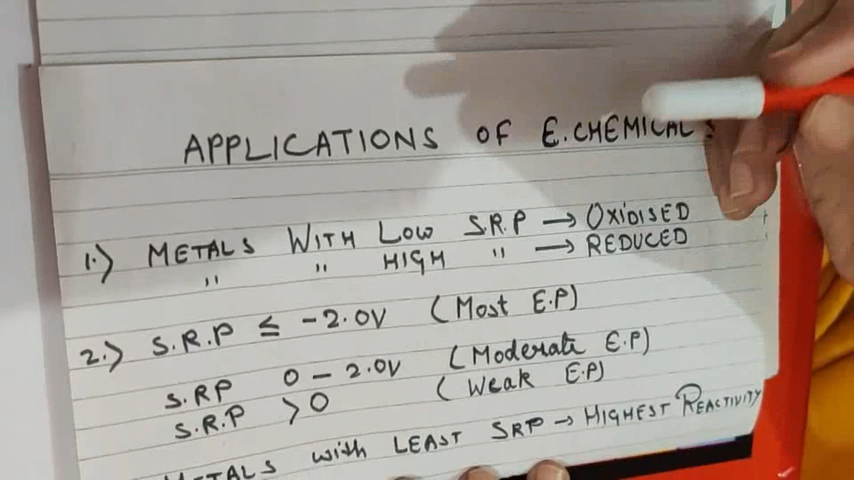 APPLICATIONS OF E.CHEMICAL
1.) METALS WITH LOW S.R.P → OXIDISED
" " HIGH " → REDUCED
2.) S.R.P ≤ -2.0V (Most E.P)
S.RP 0 - 2.0V (Moderate E.P)
S.R.P > 0 (Weak E.P)
METALS with LEAST SRP → HIGHEST REACTIVITY